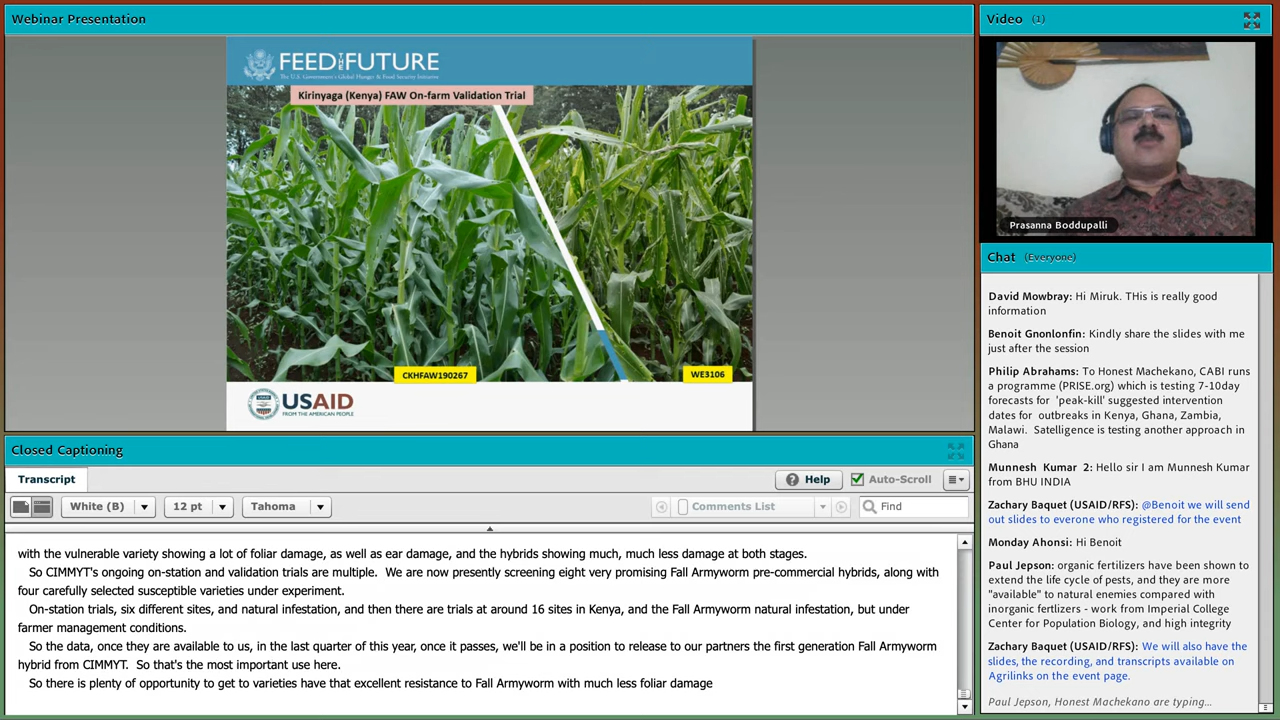 Webinar Presentation
FEED THE FUTURE
The U.S. Government's Global Hunger & Food Security Initiative
Kirinyaga (Kenya) FAW On-farm Validation Trial
CKHFAW190267
WE3106
USAID
FROM THE AMERICAN PEOPLE
Closed Captioning
Transcript
Help
Auto-Scroll
White (B)
12 pt
Tahoma
Comments List
Find
with the vulnerable variety showing a lot of foliar damage, as well as ear damage, and the hybrids showing much, much less damage at both stages.
So CIMMYT's ongoing on-station and validation trials are multiple. We are now presently screening eight very promising Fall Armyworm pre-commercial hybrids, along with
four carefully selected susceptible varieties under experiment.
On-station trials, six different sites, and natural infestation, and then there are trials at around 16 sites in Kenya, and the Fall Armyworm natural infestation, but under
farmer management conditions.
So the data, once they are available to us, in the last quarter of this year, once it passes, we'll be in a position to release to our partners the first generation Fall Armyworm
hybrid from CIMMYT. So that's the most important use here.
So there is plenty of opportunity to get to varieties have that excellent resistance to Fall Armyworm with much less foliar damage
Video (1)
Prasanna Boddupalli
Chat (Everyone)
David Mowbray: Hi Miruk. THis is really good
information
Benoit Gnonlonfin: Kindly share the slides with me
just after the session
Philip Abrahams: To Honest Machekano, CABI runs
a programme (PRISE.org) which is testing 7-10day
forecasts for 'peak-kill' suggested intervention
dates for outbreaks in Kenya, Ghana, Zambia,
Malawi. Satelligence is testing another approach in
Ghana
Munnesh Kumar 2: Hello sir I am Munnesh Kumar
from BHU INDIA
Zachary Baquet (USAID/RFS): @Benoit we will send
out slides to everone who registered for the event
Monday Ahonsi: Hi Benoit
Paul Jepson: organic fertilizers have been shown to
extend the life cycle of pests, and they are more
"available" to natural enemies compared with
inorganic fertlizers - work from Imperial College
Center for Population Biology, and high integrity
Zachary Baquet (USAID/RFS): We will also have the
slides, the recording, and transcripts available on
Agrilinks on the event page.
Paul Jepson, Honest Machekano are typing...